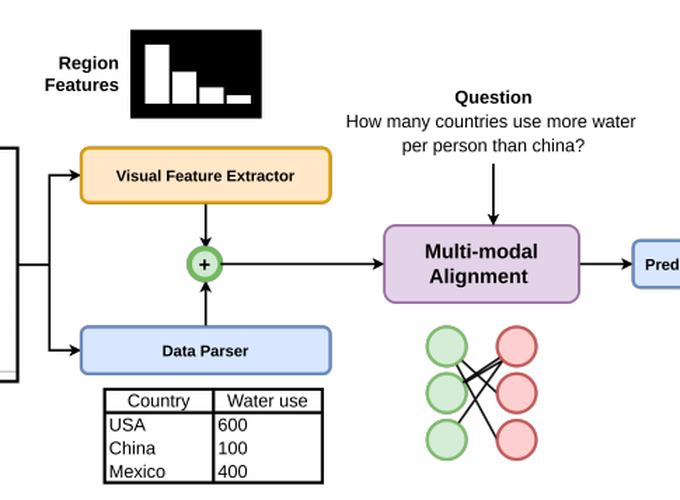 Region
Features
Question
How many countries use more water
per person than china?
Visual Feature Extractor
+
Multi-modal
Alignment
Pred
Data Parser
Country Water use
USA 600
China 100
Mexico 400